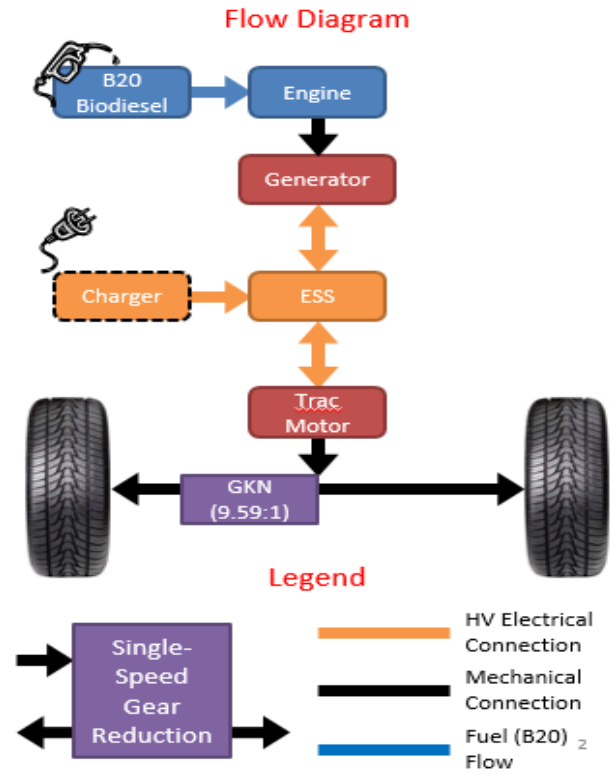 Flow Diagram
B20
Biodiesel
Engine
Generator
Charger
ESS
Trac
Motor
GKN
(9.59:1)
Legend
Single-
Speed
Gear
Reduction
HV Electrical
Connection
Mechanical
Connection
Fuel (B20)
Flow
2